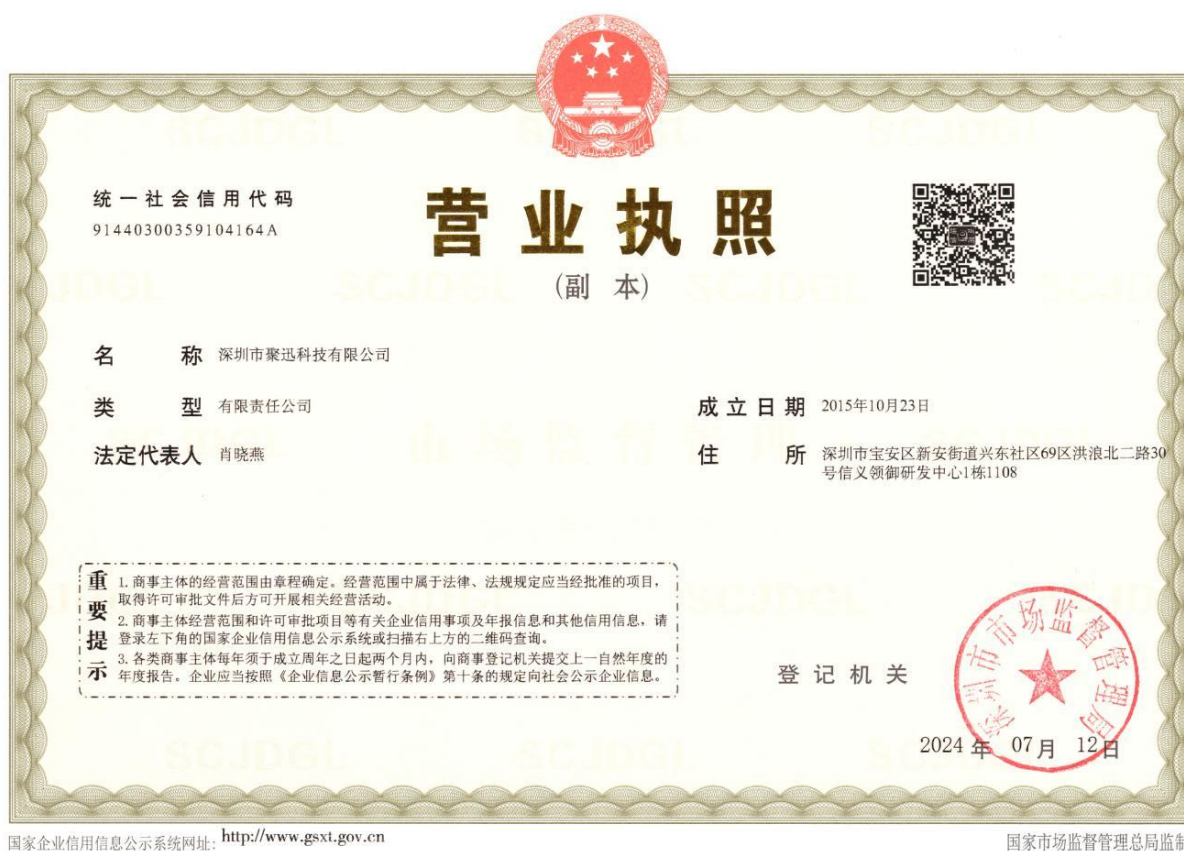 统一社会信用代码
91440300359104164A
营业执照
(副 本)
名 称 深圳市聚迅科技有限公司
类 型 有限责任公司
成立日期 2015年10月23日
法定代表人 肖晓燕
住 所 深圳市宝安区新安街道兴东社区69区洪浪北二路30
号信义领御研发中心1栋1108
重要提示
1. 商事主体的经营范围由章程确定。经营范围中属于法律、法规规定应当经批准的项目，
取得许可审批文件后方可开展相关经营活动。
2. 商事主体经营范围和许可审批项目等有关企业信用事项及年报信息和其他信用信息，请
登录左下角的国家企业信用信息公示系统或扫描右上方的二维码查询。
3. 各类商事主体每年须于成立周年之日起两个月内，向商事登记机关提交上一自然年度的
年度报告。企业应当按照《企业信息公示暂行条例》第十条的规定向社会公示企业信息。
登记机关
深圳市市场监督管理局
2024年 07月 12日
SCJDGL
市场监督管理
国家企业信用信息公示系统网址: http://www.gsxt.gov.cn
国家市场监督管理总局监制